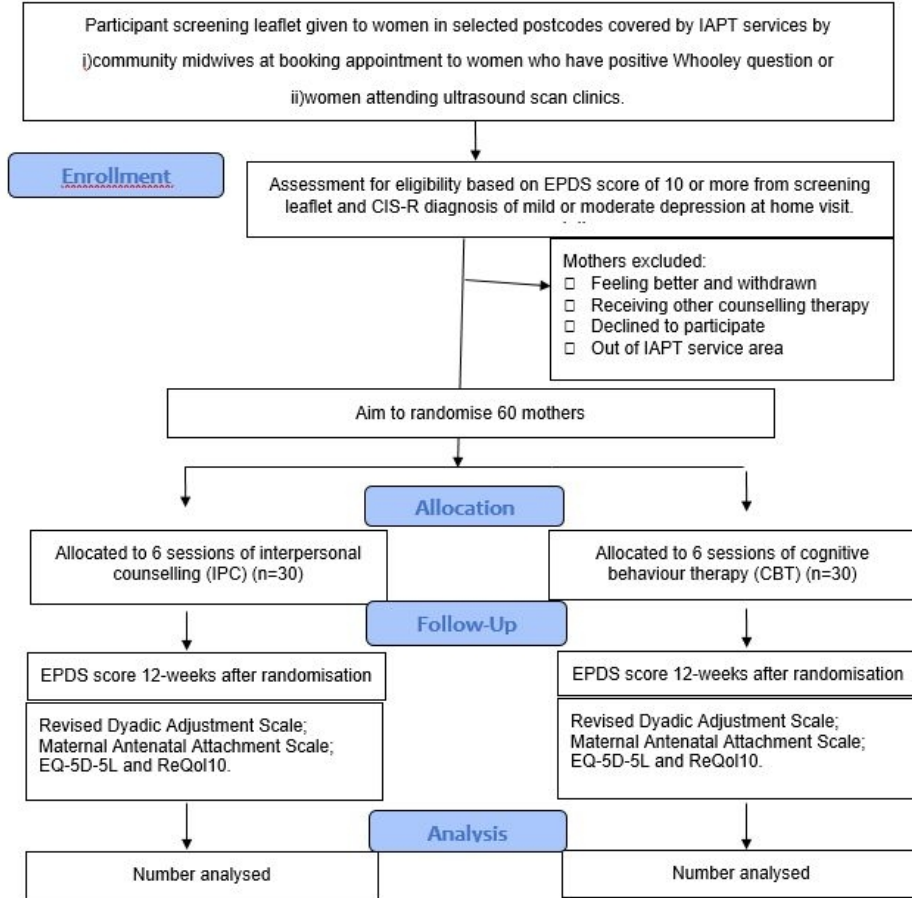 Participant screening leaflet given to women in selected postcodes covered by IAPT services by
i)community midwives at booking appointment to women who have positive Whooley question or
ii)women attending ultrasound scan clinics.
Enrollment
Assessment for eligibility based on EPDS score of 10 or more from screening
leaflet and CIS-R diagnosis of mild or moderate depression at home visit.
Mothers excluded:
□ Feeling better and withdrawn
□ Receiving other counselling therapy
□ Declined to participate
□ Out of IAPT service area
Aim to randomise 60 mothers
Allocation
Allocated to 6 sessions of interpersonal
counselling (IPC) (n=30)
Allocated to 6 sessions of cognitive
behaviour therapy (CBT) (n=30)
Follow-Up
EPDS score 12-weeks after randomisation
Revised Dyadic Adjustment Scale;
Maternal Antenatal Attachment Scale;
EQ-5D-5L and ReQol10.
EPDS score 12-weeks after randomisation
Revised Dyadic Adjustment Scale;
Maternal Antenatal Attachment Scale;
EQ-5D-5L and ReQol10.
Analysis
Number analysed
Number analysed